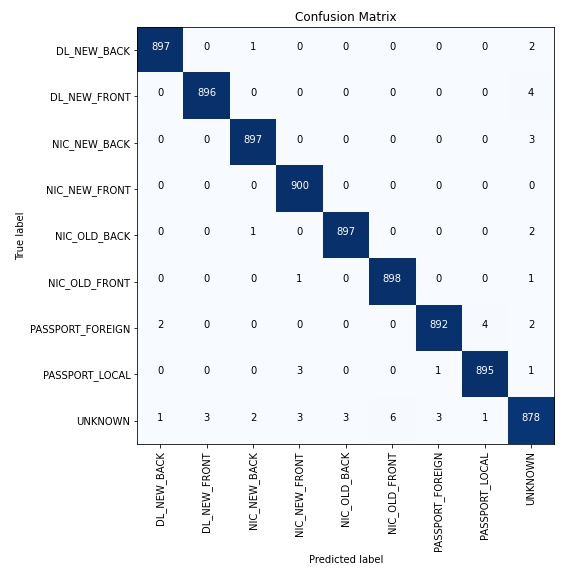 Confusion Matrix
DL_NEW_BACK 897 0 1 0 0 0 0 0 2
DL_NEW_FRONT 0 896 0 0 0 0 0 0 4
NIC_NEW_BACK 0 0 897 0 0 0 0 0 3
NIC_NEW_FRONT 0 0 0 900 0 0 0 0 0
NIC_OLD_BACK 0 0 1 0 897 0 0 0 2
NIC_OLD_FRONT 0 0 0 1 0 898 0 0 1
PASSPORT_FOREIGN 2 0 0 0 0 0 892 4 2
PASSPORT_LOCAL 0 0 0 3 0 0 1 895 1
UNKNOWN 1 3 2 3 3 6 3 1 878
True label
DL_NEW_BACK
DL_NEW_FRONT
NIC_NEW_BACK
NIC_NEW_FRONT
NIC_OLD_BACK
NIC_OLD_FRONT
PASSPORT_FOREIGN
PASSPORT_LOCAL
UNKNOWN
Predicted label